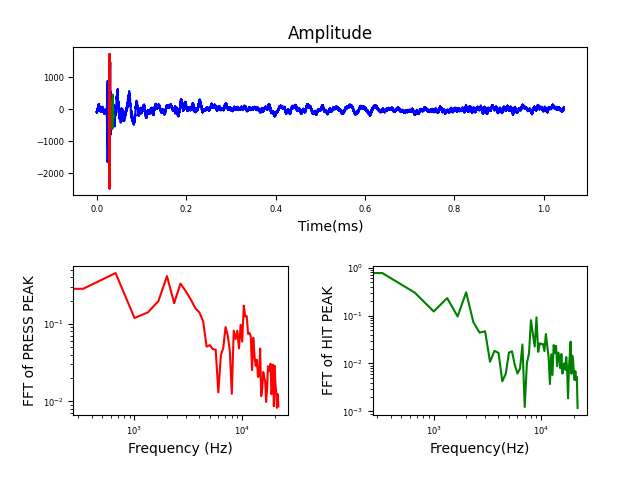 Amplitude
1000
0
−1000
−2000
0.0 0.2 0.4 0.6 0.8 1.0
Time(ms)
FFT of PRESS PEAK
10⁻¹
10⁻²
10³ 10⁴
Frequency (Hz)
FFT of HIT PEAK
10⁰
10⁻¹
10⁻²
10⁻³
10³ 10⁴
Frequency(Hz)